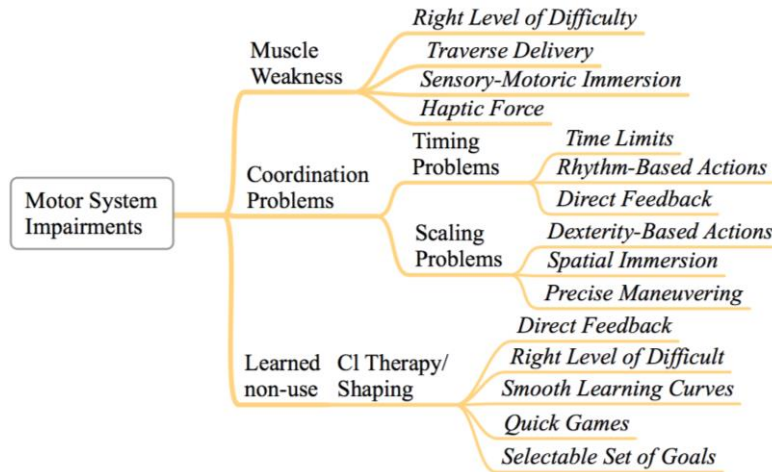 Right Level of Difficulty
Muscle
Weakness
Traverse Delivery
Sensory-Motoric Immersion
Haptic Force
Timing
Problems
Time Limits
Rhythm-Based Actions
Direct Feedback
Coordination
Problems
Motor System
Impairments
Scaling
Problems
Dexterity-Based Actions
Spatial Immersion
Precise Maneuvering
Learned
non-use
Cl Therapy/
Shaping
Direct Feedback
Right Level of Difficult
Smooth Learning Curves
Quick Games
Selectable Set of Goals